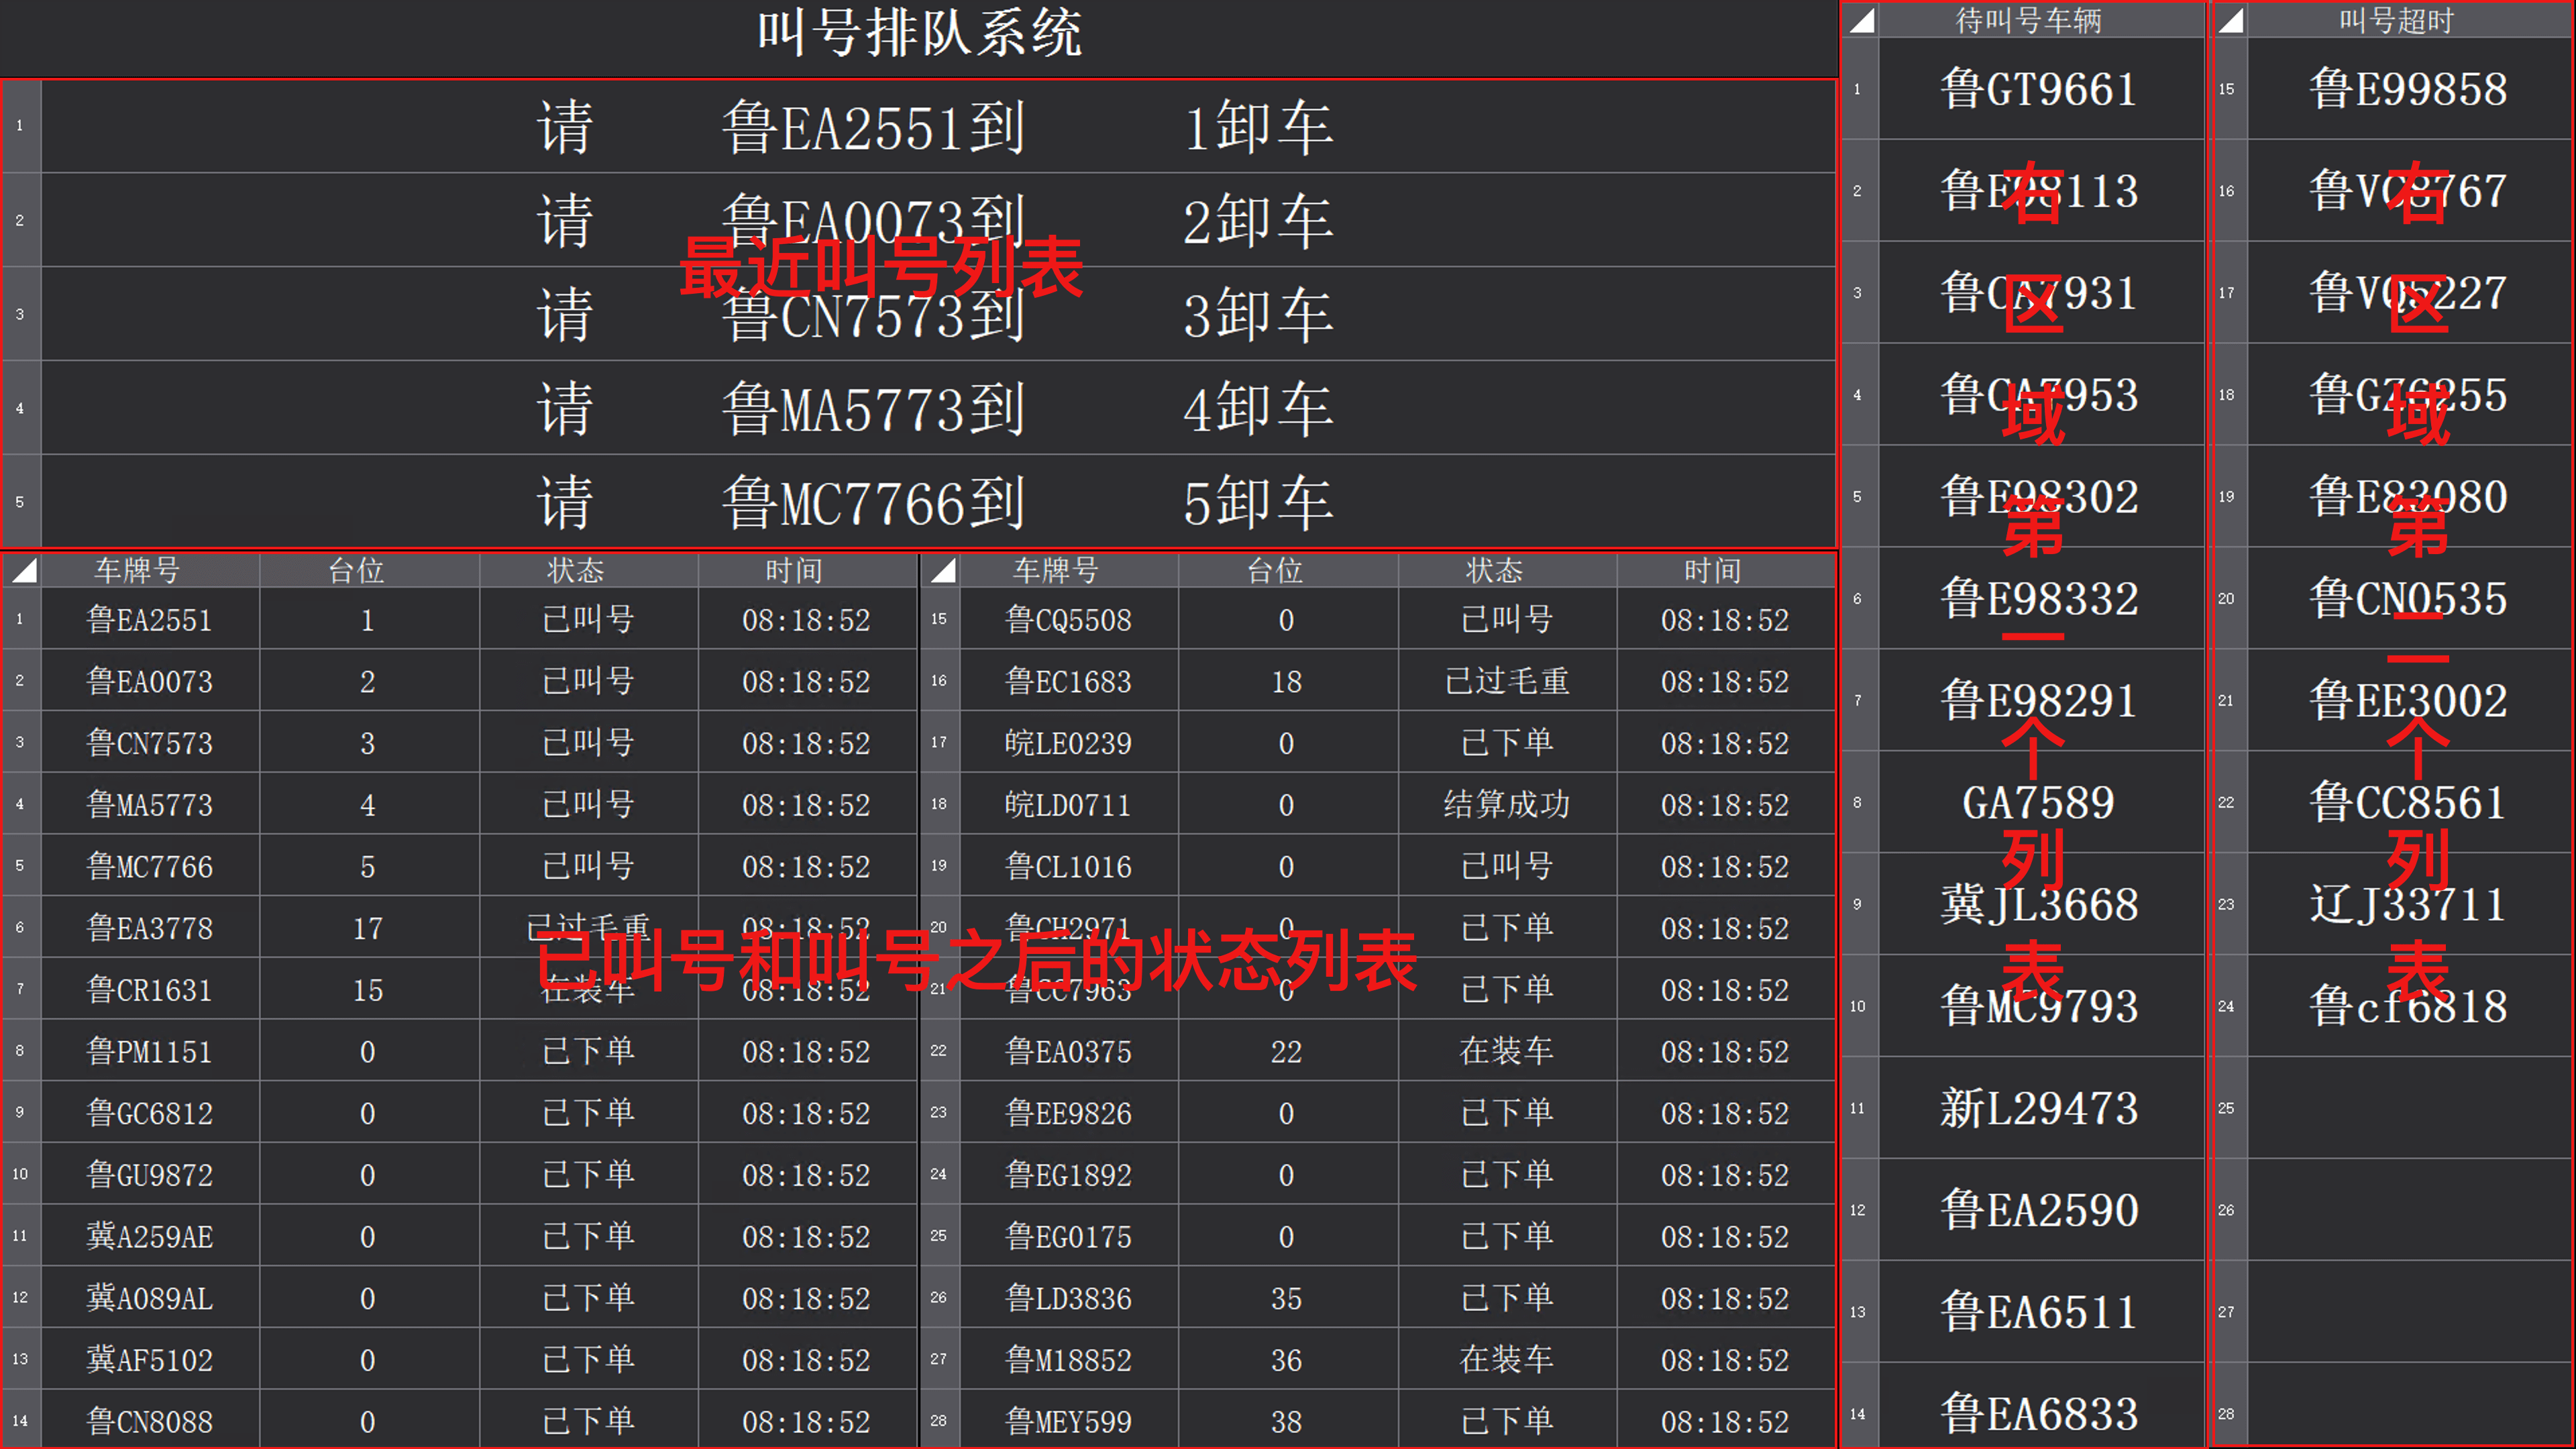 叫号排队系统
1 请 鲁EA2551到 1卸车
2 请 鲁EA0073到 2卸车
3 请 鲁CN7573到 3卸车
4 请 鲁MA5773到 4卸车
5 请 鲁MC7766到 5卸车
最近叫号列表
车牌号 台位 状态 时间
1 鲁EA2551 1 已叫号 08:18:52
2 鲁EA0073 2 已叫号 08:18:52
3 鲁CN7573 3 已叫号 08:18:52
4 鲁MA5773 4 已叫号 08:18:52
5 鲁MC7766 5 已叫号 08:18:52
6 鲁EA3778 17 已过毛重 08:18:52
7 鲁CR1631 15 在装车 08:18:52
8 鲁PM1151 0 已下单 08:18:52
9 鲁GC6812 0 已下单 08:18:52
10 鲁GU9872 0 已下单 08:18:52
11 冀A259AE 0 已下单 08:18:52
12 冀A089AL 0 已下单 08:18:52
13 冀AF5102 0 已下单 08:18:52
14 鲁CN8088 0 已下单 08:18:52
车牌号 台位 状态 时间
15 鲁CQ5508 0 已叫号 08:18:52
16 鲁EC1683 18 已过毛重 08:18:52
17 皖LE0239 0 已下单 08:18:52
18 皖LD0711 0 结算成功 08:18:52
19 鲁CL1016 0 已叫号 08:18:52
20 鲁CH2971 0 已下单 08:18:52
21 鲁CC7963 0 已下单 08:18:52
22 鲁EA0375 22 在装车 08:18:52
23 鲁EE9826 0 已下单 08:18:52
24 鲁EG1892 0 已下单 08:18:52
25 鲁EG0175 0 已下单 08:18:52
26 鲁LD3836 35 已下单 08:18:52
27 鲁M18852 36 在装车 08:18:52
28 鲁MEY599 38 已下单 08:18:52
已叫号和叫号之后的状态列表
待叫号车辆
1 鲁GT9661
2 鲁E98113
3 鲁CA7931
4 鲁CA7953
5 鲁E98302
6 鲁E98332
7 鲁E98291
8 GA7589
9 冀JL3668
10 鲁MC9793
11 新L29473
12 鲁EA2590
13 鲁EA6511
14 鲁EA6833
右区域第一个列表
叫号超时
15 鲁E99858
16 鲁VC8767
17 鲁VQ5227
18 鲁GZ6255
19 鲁E83080
20 鲁CN0535
21 鲁EE3002
22 鲁CC8561
23 辽J33711
24 鲁cf6818
25
26
27
28
右区域第二个列表